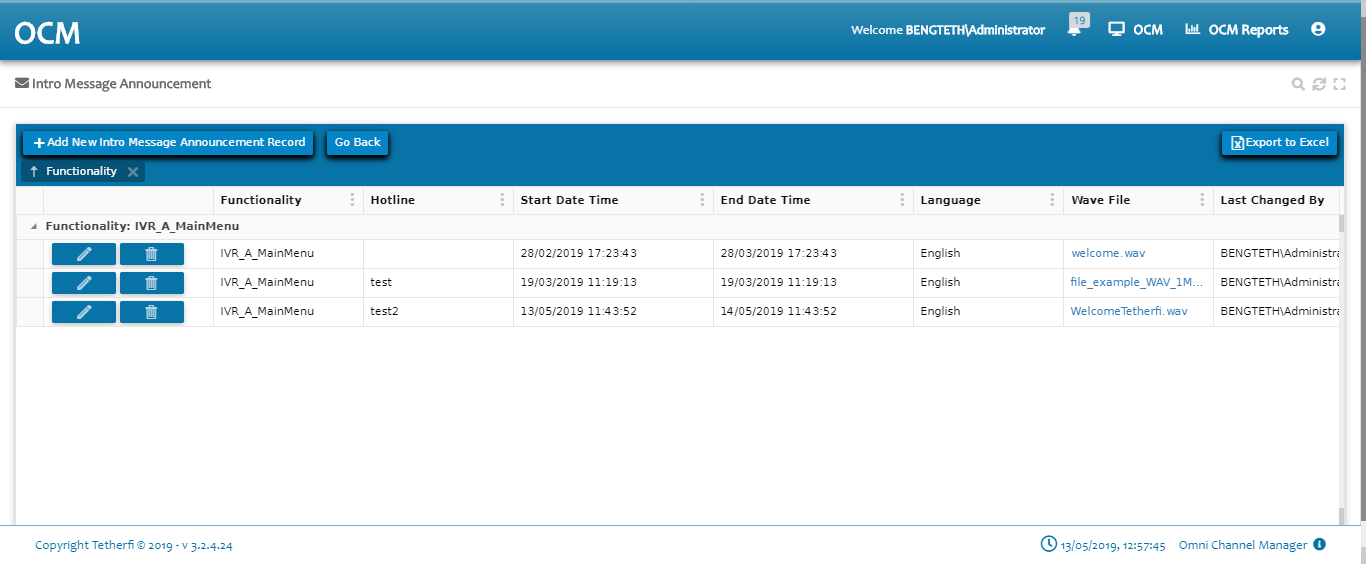 OCM
Welcome BENGTETH\Administrator 19 OCM OCM Reports
Intro Message Announcement
Add New Intro Message Announcement Record Go Back Export to Excel
Functionality
Functionality Hotline Start Date Time End Date Time Language Wave File Last Changed By
Functionality: IVR_A_MainMenu
IVR_A_MainMenu 28/02/2019 17:23:43 28/03/2019 17:23:43 English welcome.wav BENGTETH\Administra
IVR_A_MainMenu test 19/03/2019 11:19:13 19/03/2019 11:19:13 English file_example_WAV_1M... BENGTETH\Administra
IVR_A_MainMenu test2 13/05/2019 11:43:52 14/05/2019 11:43:52 English WelcomeTetherfi.wav BENGTETH\Administra
Copyright Tetherfi © 2019 - v 3.2.4.24 13/05/2019, 12:57:45 Omni Channel Manager